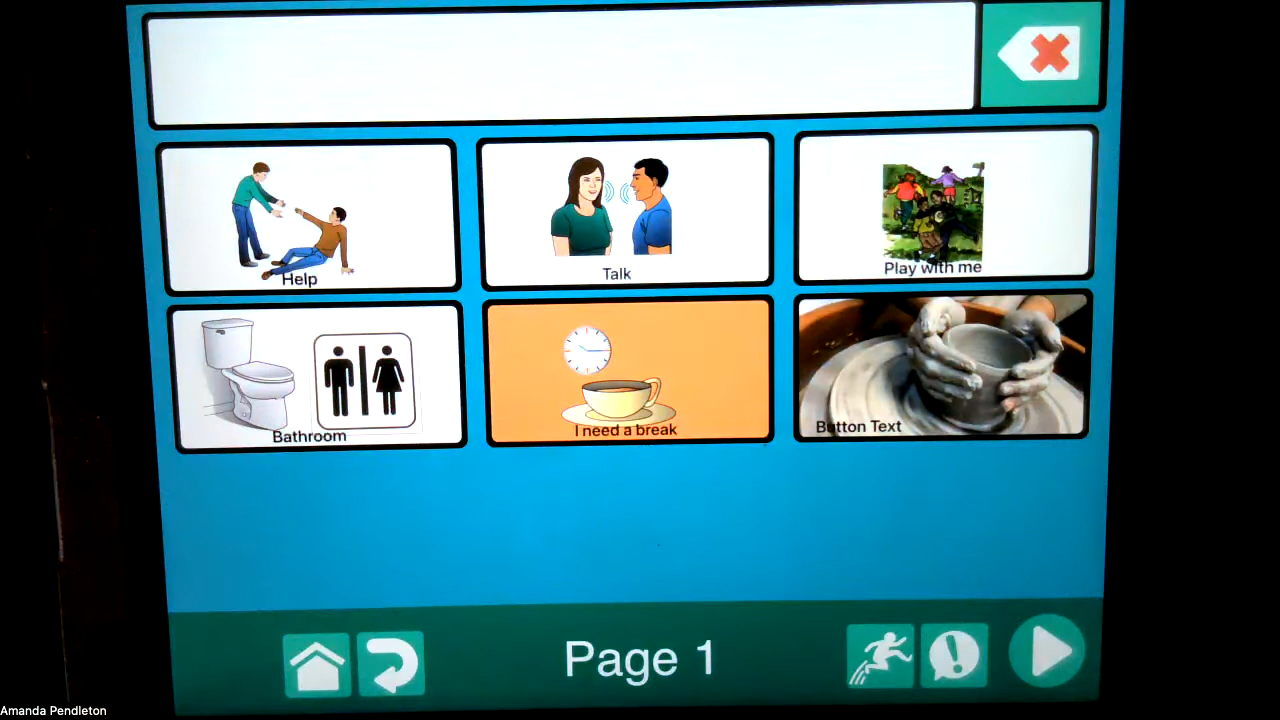 Help
Talk
Play with me
Bathroom
I need a break
Button Text
Page 1
Amanda Pendleton